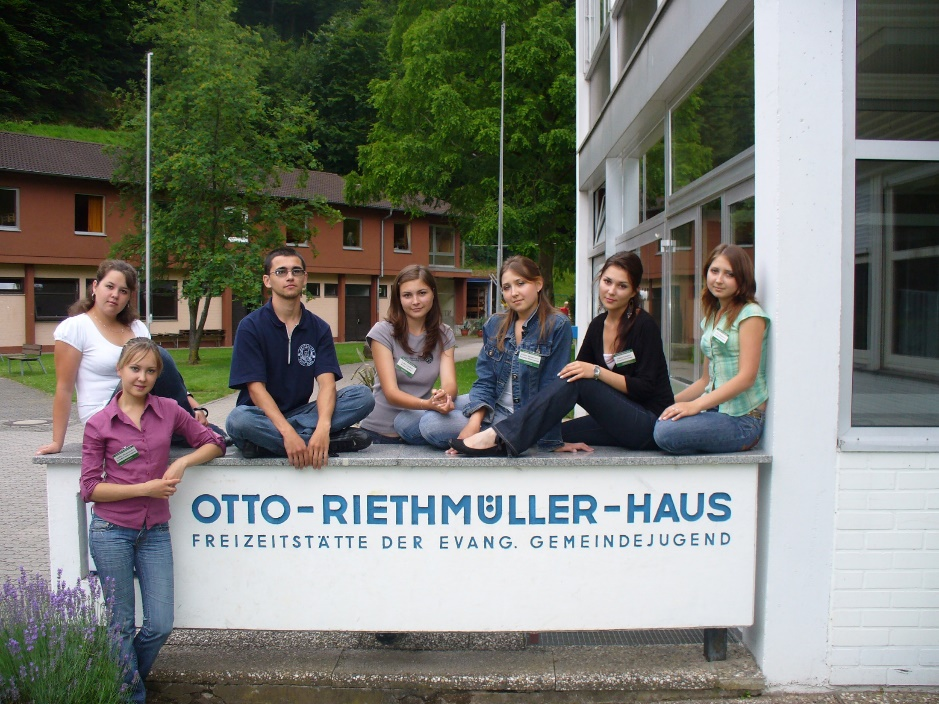 OTTO-RIETHMÜLLER-HAUS
FREIZEITSTÄTTE DER EVANG. GEMEINDEJUGEND